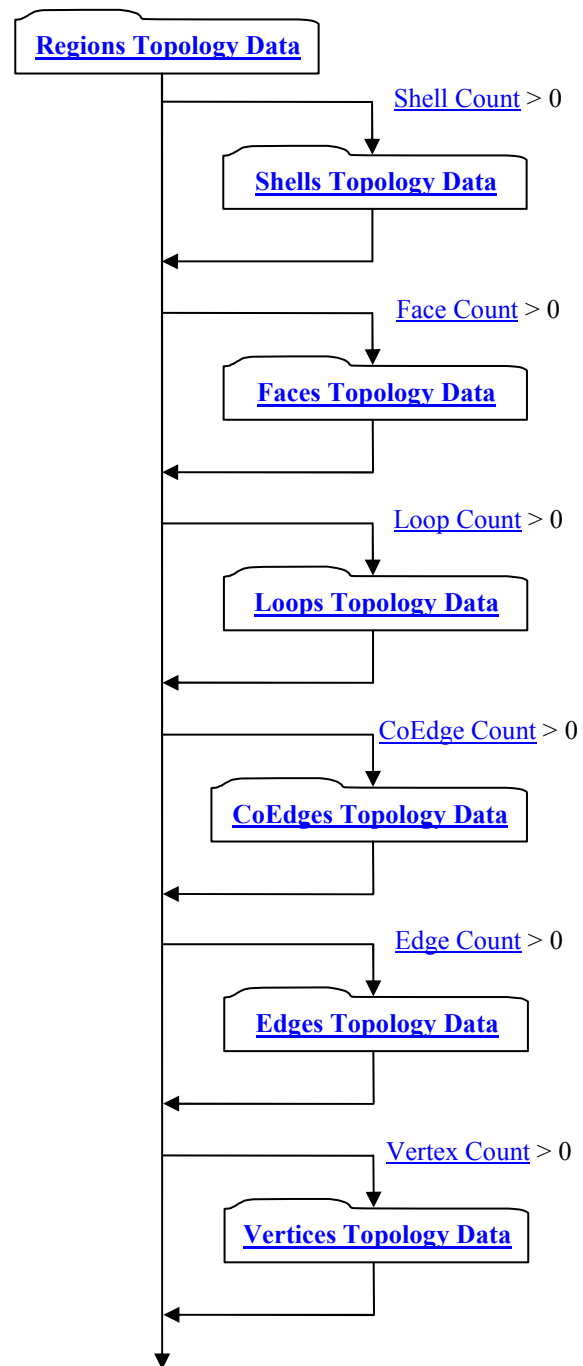 Regions Topology Data
Shell Count > 0
Shells Topology Data
Face Count > 0
Faces Topology Data
Loop Count > 0
Loops Topology Data
CoEdge Count > 0
CoEdges Topology Data
Edge Count > 0
Edges Topology Data
Vertex Count > 0
Vertices Topology Data